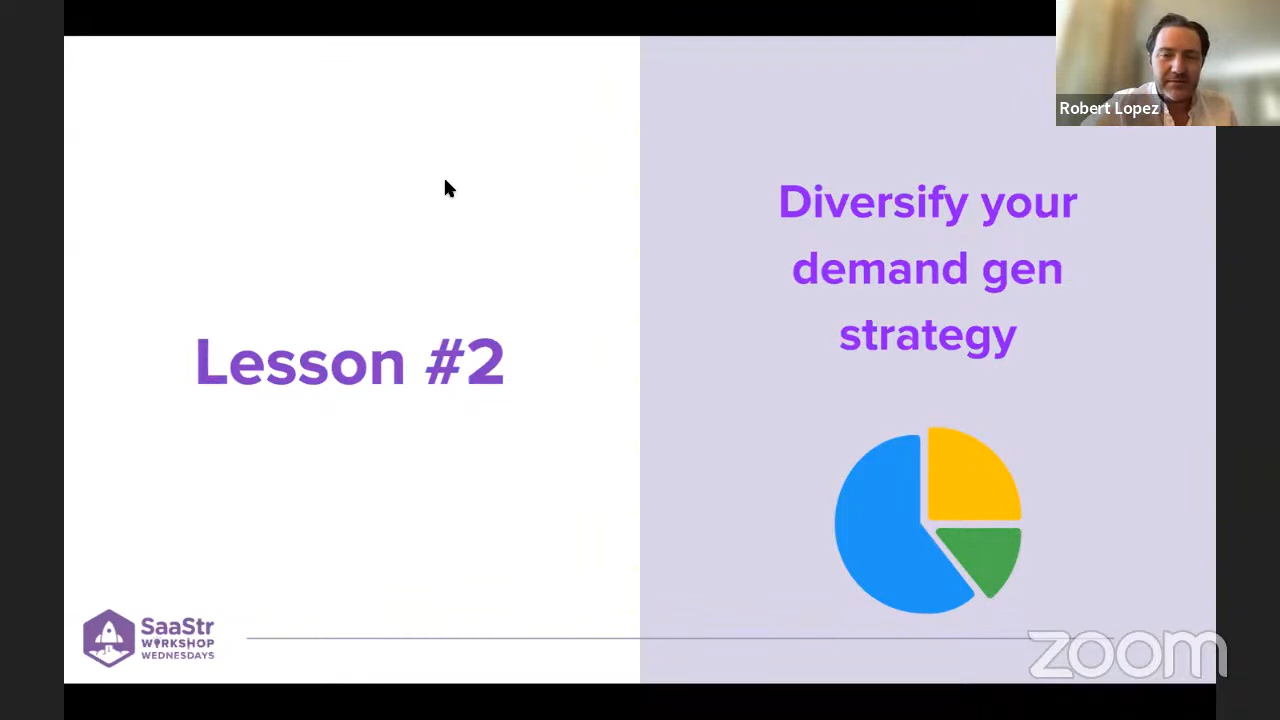 Robert Lopez
Lesson #2
Diversify your
demand gen
strategy
SaaStr
WORKSHOP
WEDNESDAYS
zoom